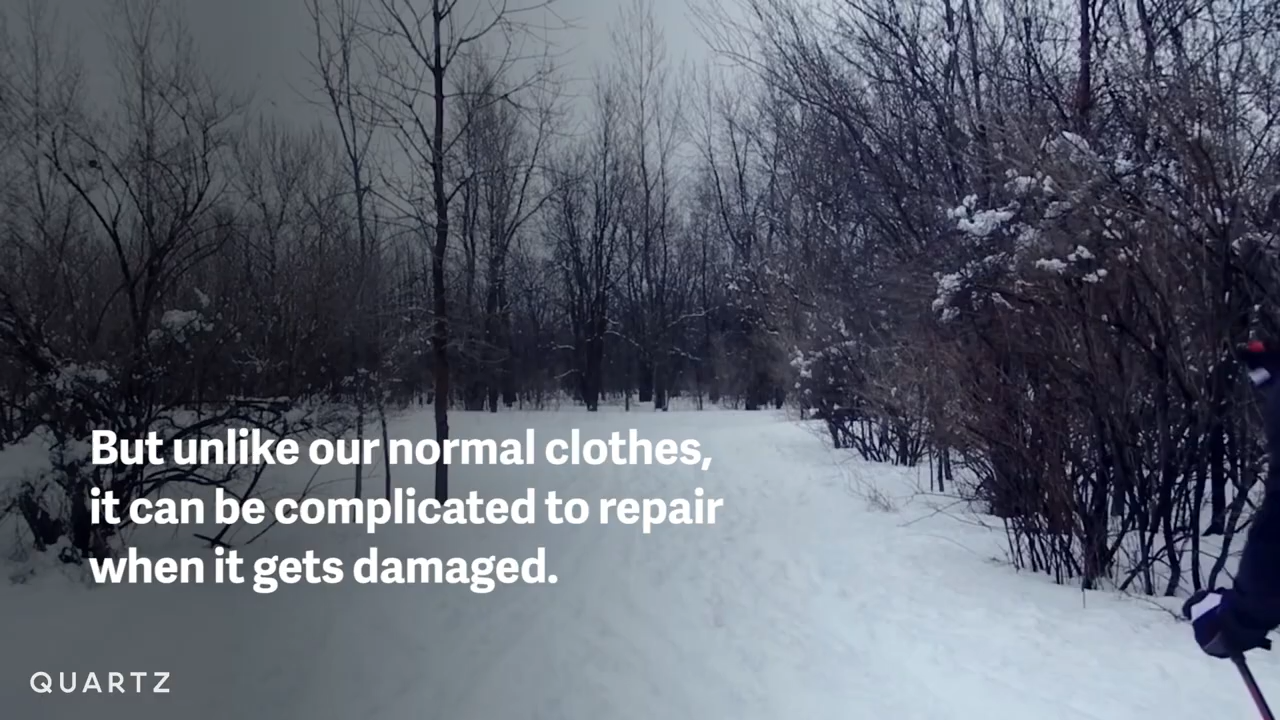 But unlike our normal clothes,
it can be complicated to repair
when it gets damaged.
QUARTZ